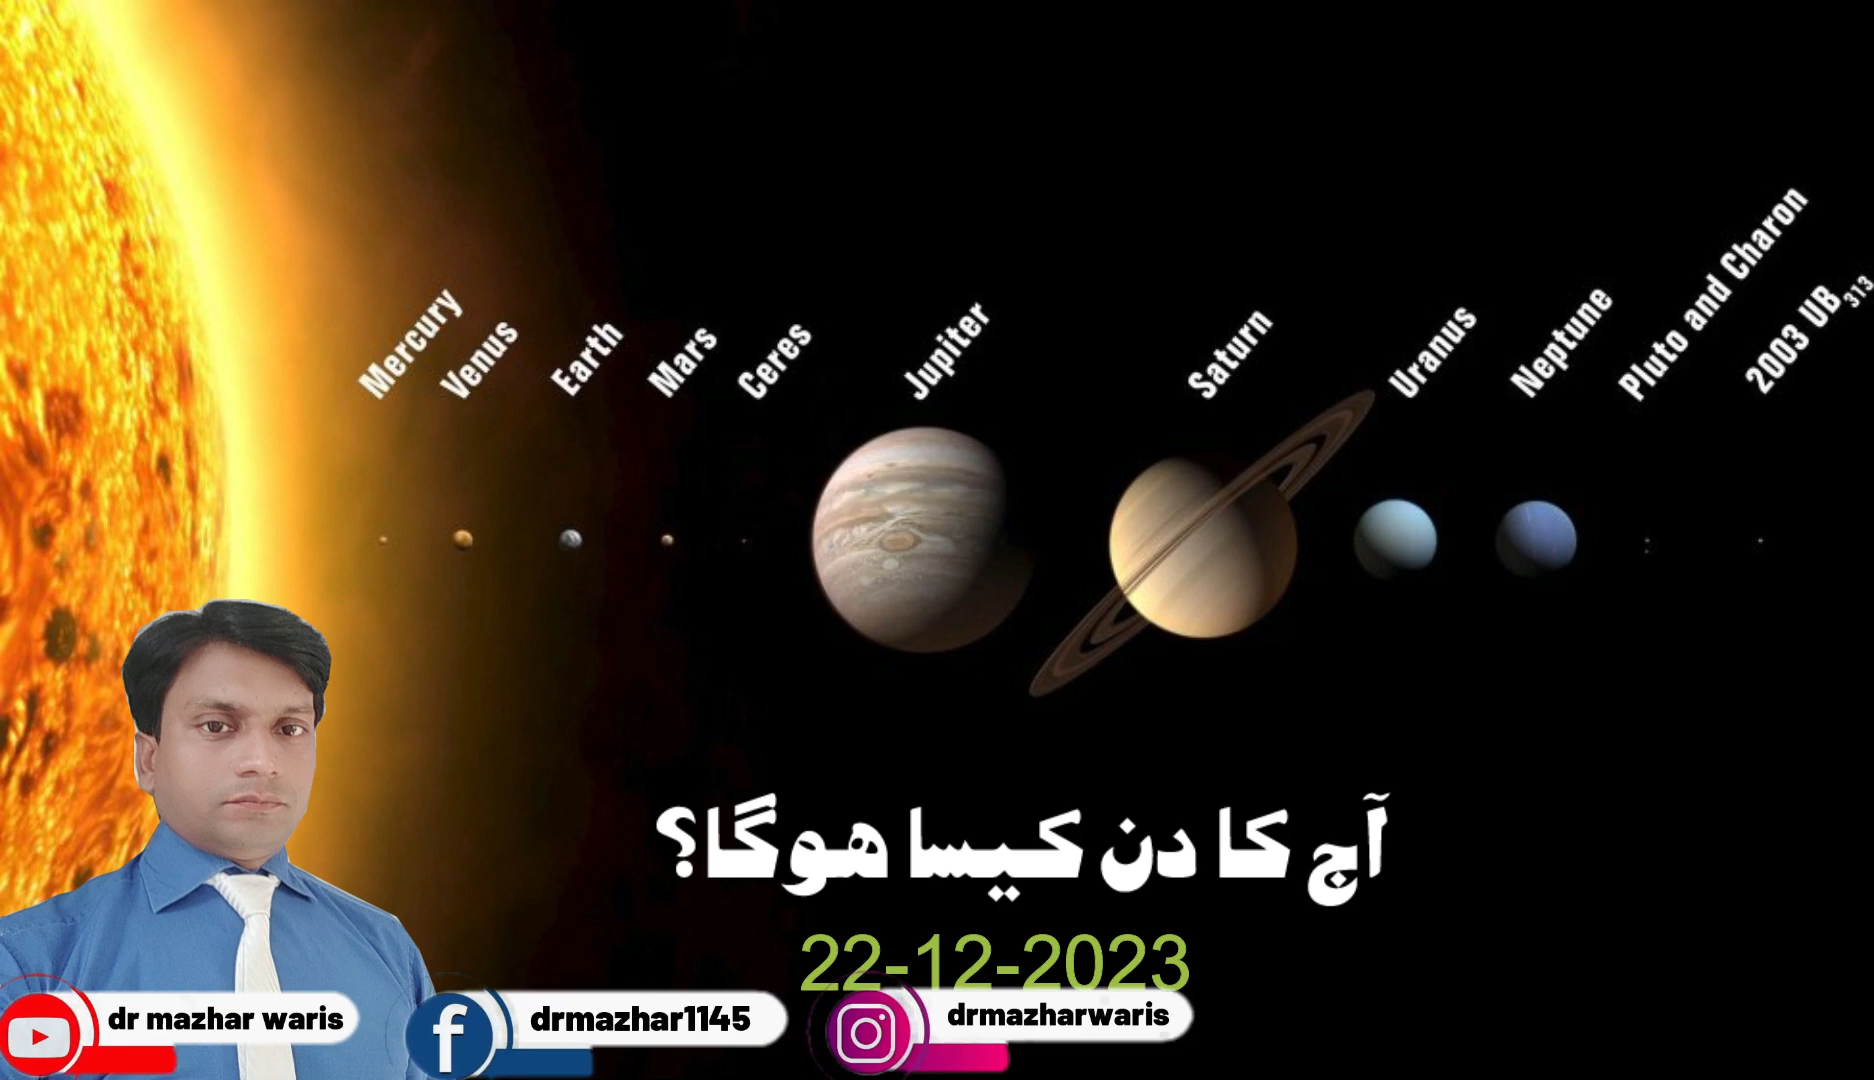 Mercury
Venus
Earth
Mars
Ceres
Jupiter
Saturn
Uranus
Neptune
Pluto and Charon
2003 UB313
آج کا دن کیسا ہوگا؟
22-12-2023
dr mazhar waris
drmazhar1145
drmazharwaris